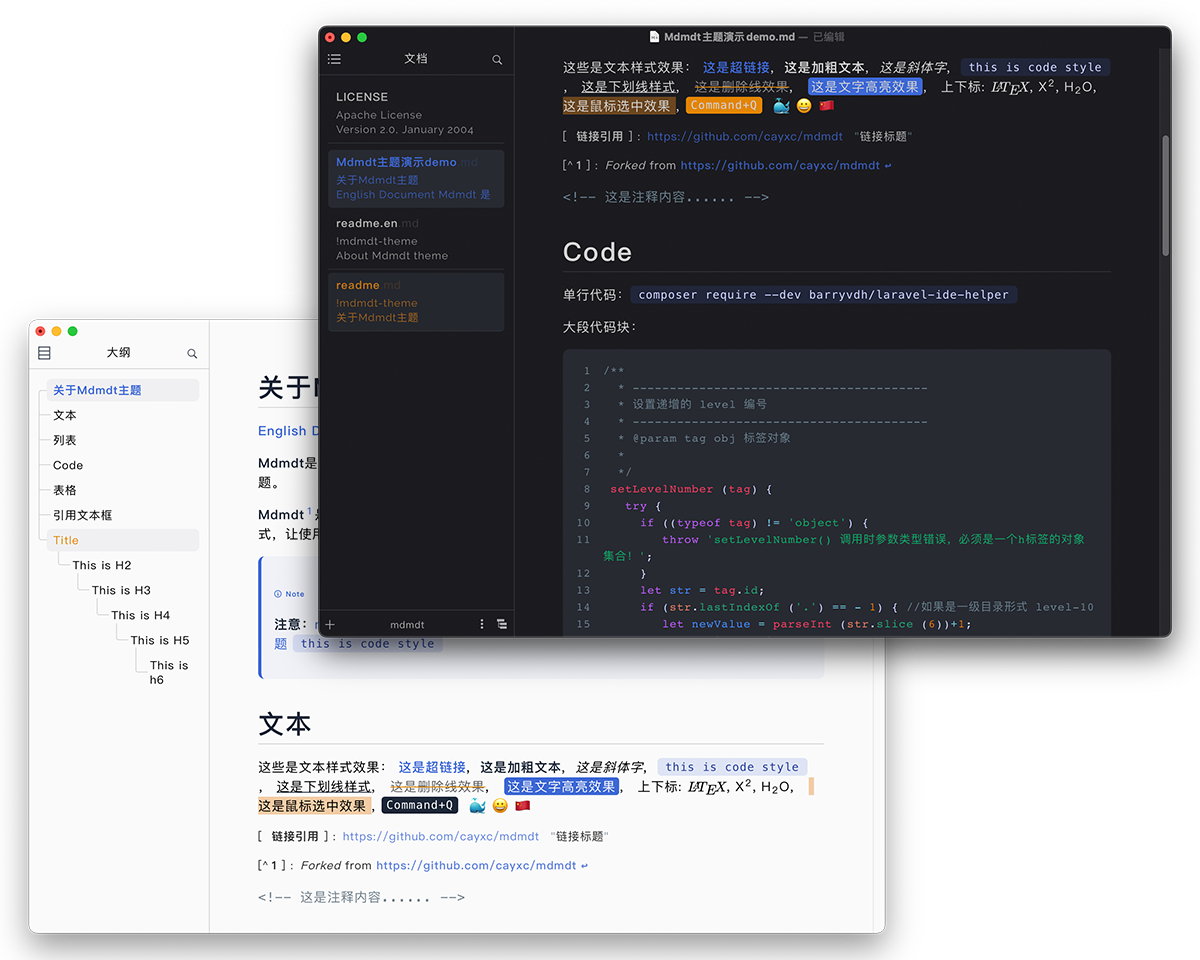 Mdmdt主题演示demo.md — 已编辑
文档
LICENSE
Apache License
Version 2.0, January 2004
Mdmdt主题演示demo.md
关于Mdmdt主题
English Document Mdmdt 是
readme.en.md
!mdmdt-theme
About Mdmdt theme
readme.md
!mdmdt-theme
关于Mdmdt主题
mdmdt
这些是文本样式效果： 这是超链接，这是加粗文本，这是斜体字， this is code style
，这是下划线样式， 这是删除线效果， 这是文字高亮效果， 上下标: LATEX, X², H₂O,
这是鼠标选中效果 , Command+Q 🐳 😀 🇨🇳
[ 链接引用 ] : https://github.com/cayxc/mdmdt "链接标题"
[^ 1 ] : Forked from https://github.com/cayxc/mdmdt ↩
<!-- 这是注释内容...... -->
Code
单行代码： composer require --dev barryvdh/laravel-ide-helper
大段代码块：
1 /**
2 * ----------------------------------------
3 * 设置递增的 level 编号
4 * ----------------------------------------
5 * @param tag obj 标签对象
6 *
7 */
8 setLevelNumber (tag) {
9 try {
10 if ((typeof tag) != 'object') {
11 throw 'setLevelNumber() 调用时参数类型错误，必须是一个h标签的对象
集合！';
12 }
13 let str = tag.id;
14 if (str.lastIndexOf ('.') == - 1) { //如果是一级目录形式 level-10
15 let newValue = parseInt (str.slice (6))+1;
大纲
关于Mdmdt主题
文本
列表
Code
表格
引用文本框
Title
This is H2
This is H3
This is H4
This is H5
This is
h6
关于
English
Mdmdt是
题。
Mdmdt 1
式，让使用
Note
注意：
题 this is code style
文本
这些是文本样式效果： 这是超链接，这是加粗文本，这是斜体字， this is code style
，这是下划线样式， 这是删除线效果， 这是文字高亮效果， 上下标: LATEX, X², H₂O,
这是鼠标选中效果 , Command+Q 🐳 😀 🇨🇳
[ 链接引用 ] : https://github.com/cayxc/mdmdt "链接标题"
[^ 1 ] : Forked from https://github.com/cayxc/mdmdt ↩
<!-- 这是注释内容...... -->